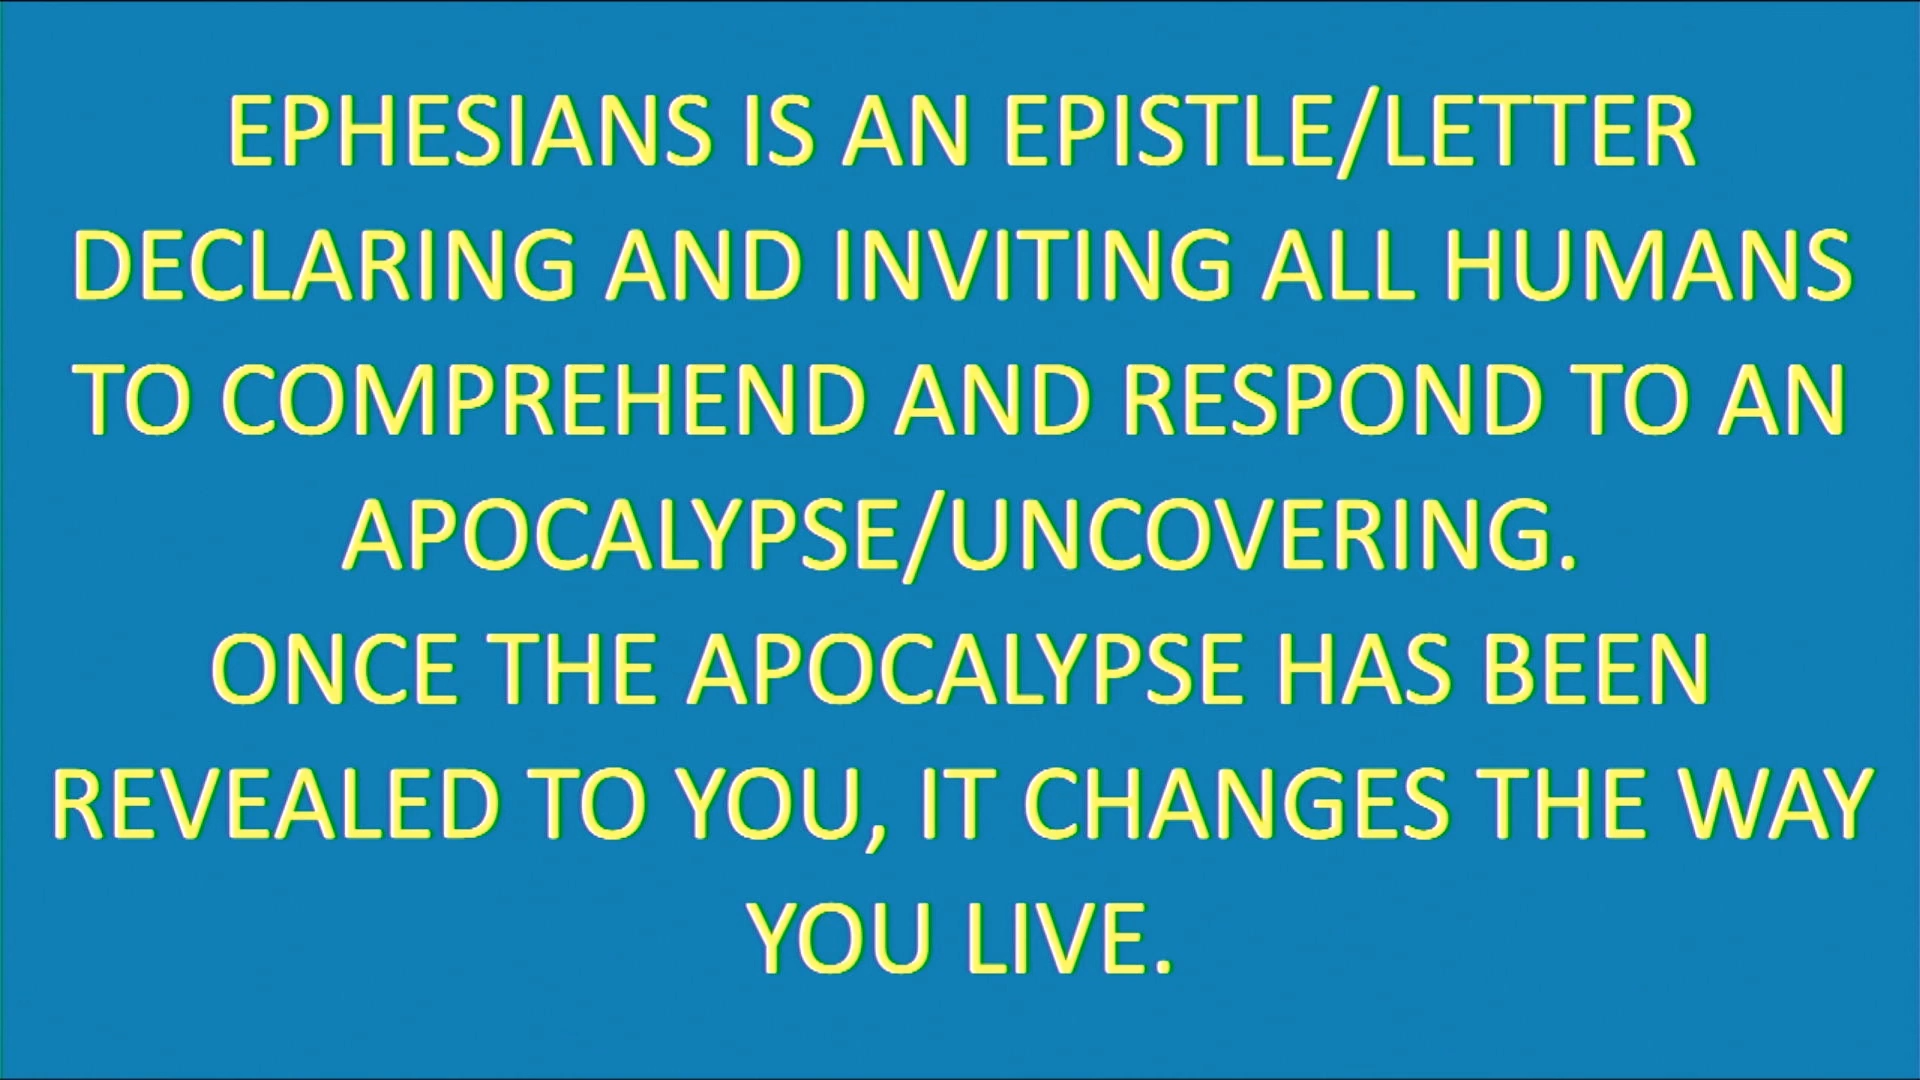 EPHESIANS IS AN EPISTLE/LETTER
DECLARING AND INVITING ALL HUMANS
TO COMPREHEND AND RESPOND TO AN
APOCALYPSE/UNCOVERING.
ONCE THE APOCALYPSE HAS BEEN
REVEALED TO YOU, IT CHANGES THE WAY
YOU LIVE.